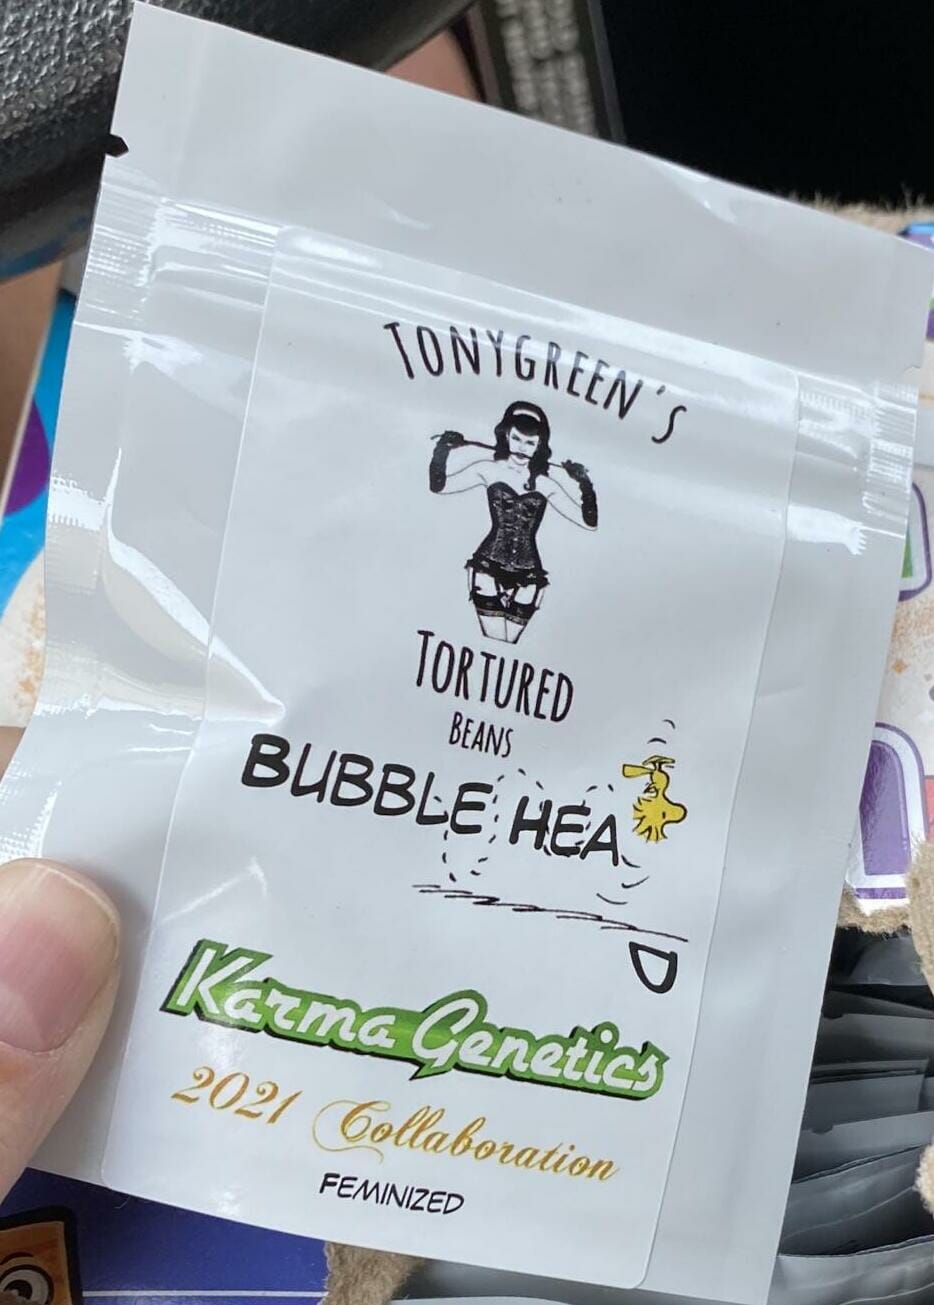 TONYGREEN'S
TORTURED
BEANS
BUBBLE HEA
D
Karma Genetics
2021 Collaboration
FEMINIZED